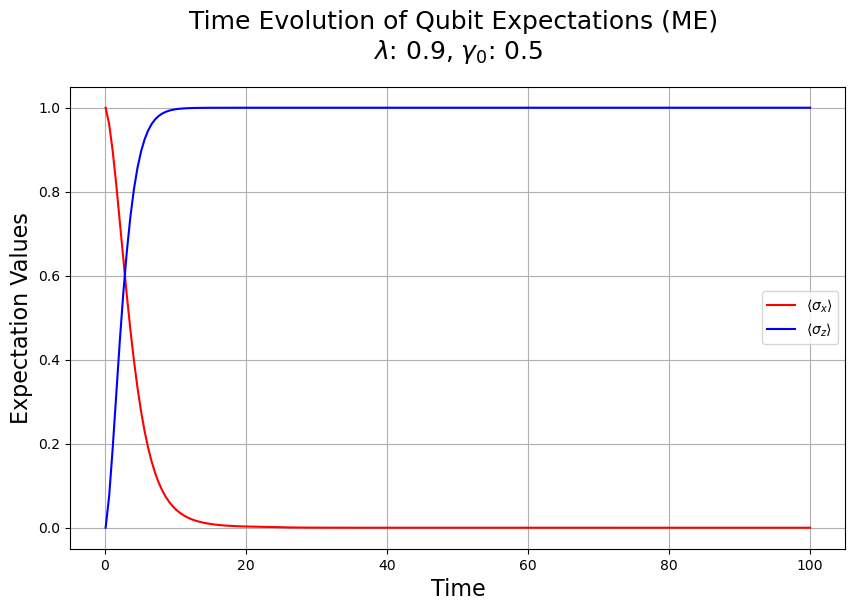 Time Evolution of Qubit Expectations (ME)
λ: 0.9, γ₀: 0.5
Expectation Values
1.0
0.8
0.6
0.4
0.2
0.0
⟨σₓ⟩
⟨σ_z⟩
0
20
40
60
80
100
Time